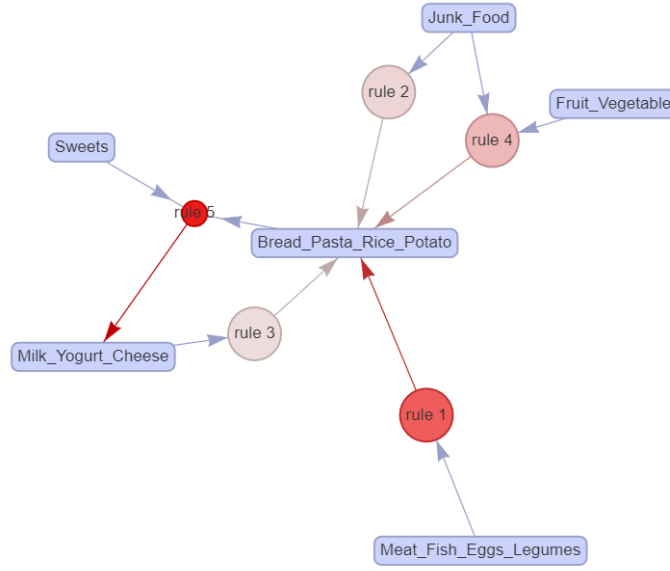 Junk_Food
rule 2
Fruit_Vegetable
rule 4
Sweets
rule 5
Bread_Pasta_Rice_Potato
rule 3
Milk_Yogurt_Cheese
rule 1
Meat_Fish_Eggs_Legumes